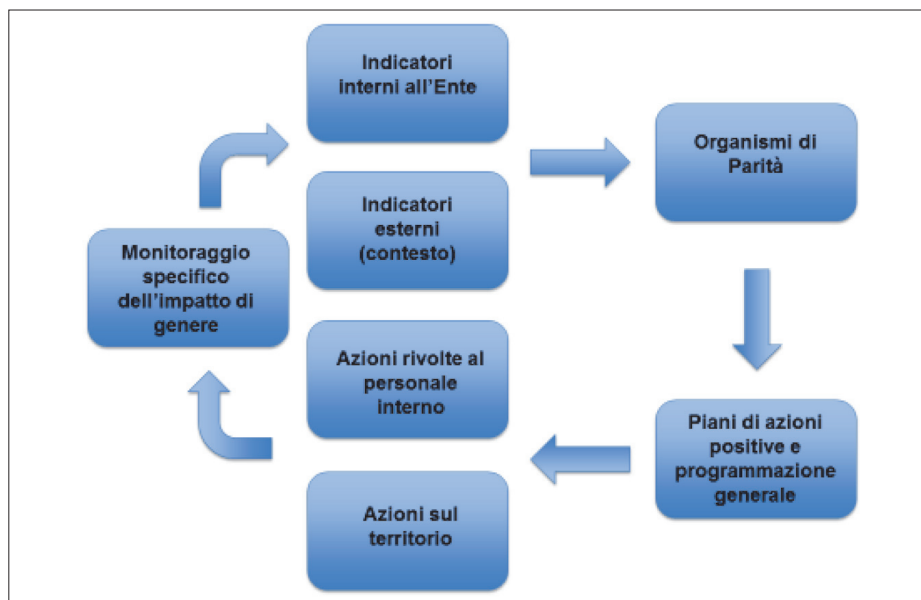 Indicatori
interni all'Ente
Organismi di
Parità
Indicatori
esterni
(contesto)
Monitoraggio
specifico
dell'impatto di
genere
Azioni rivolte al
personale
interno
Piani di azioni
positive e
programmazione
generale
Azioni sul
territorio